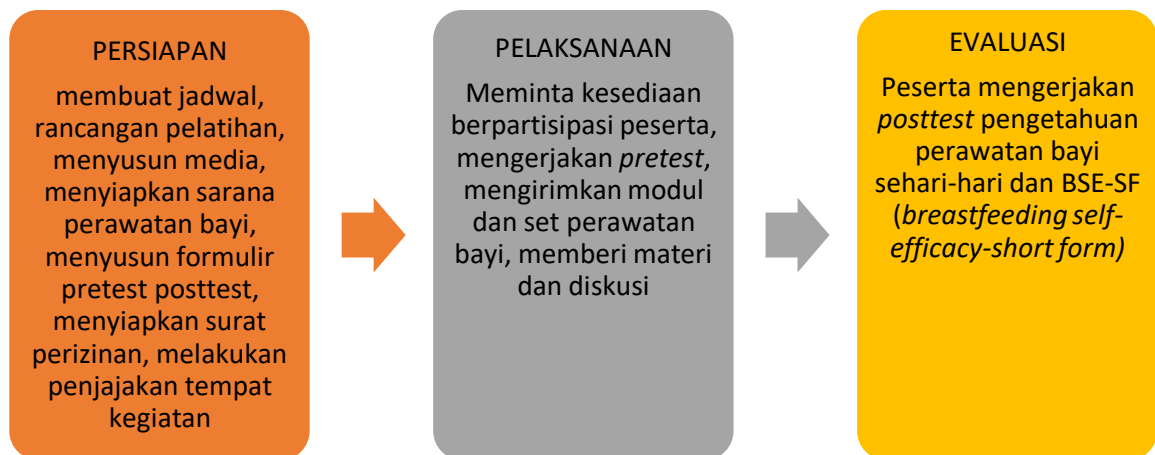 PERSIAPAN
membuat jadwal,
rancangan pelatihan,
menyusun media,
menyiapkan sarana
perawatan bayi,
menyusun formulir
pretest posttest,
menyiapkan surat
perizinan, melakukan
penjajakan tempat
kegiatan
PELAKSANAAN
Meminta kesediaan
berpartisipasi peserta,
mengerjakan pretest,
mengirimkan modul
dan set perawatan
bayi, memberi materi
dan diskusi
EVALUASI
Peserta mengerjakan
posttest pengetahuan
perawatan bayi
sehari-hari dan BSE-SF
(breastfeeding self-
efficacy-short form)